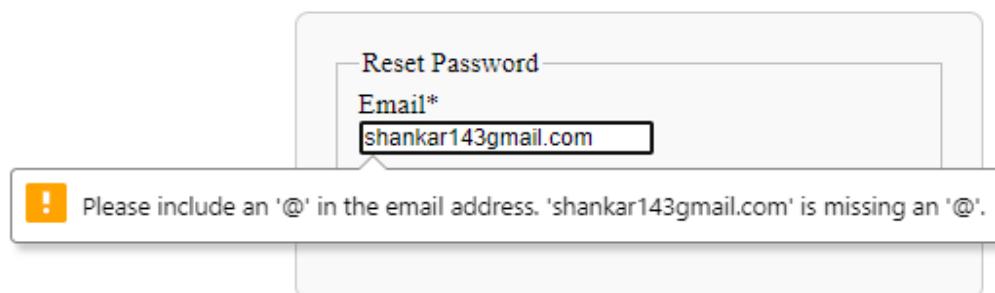 Reset Password
Email*
shankar143gmail.com
Please include an '@' in the email address. 'shankar143gmail.com' is missing an '@'.